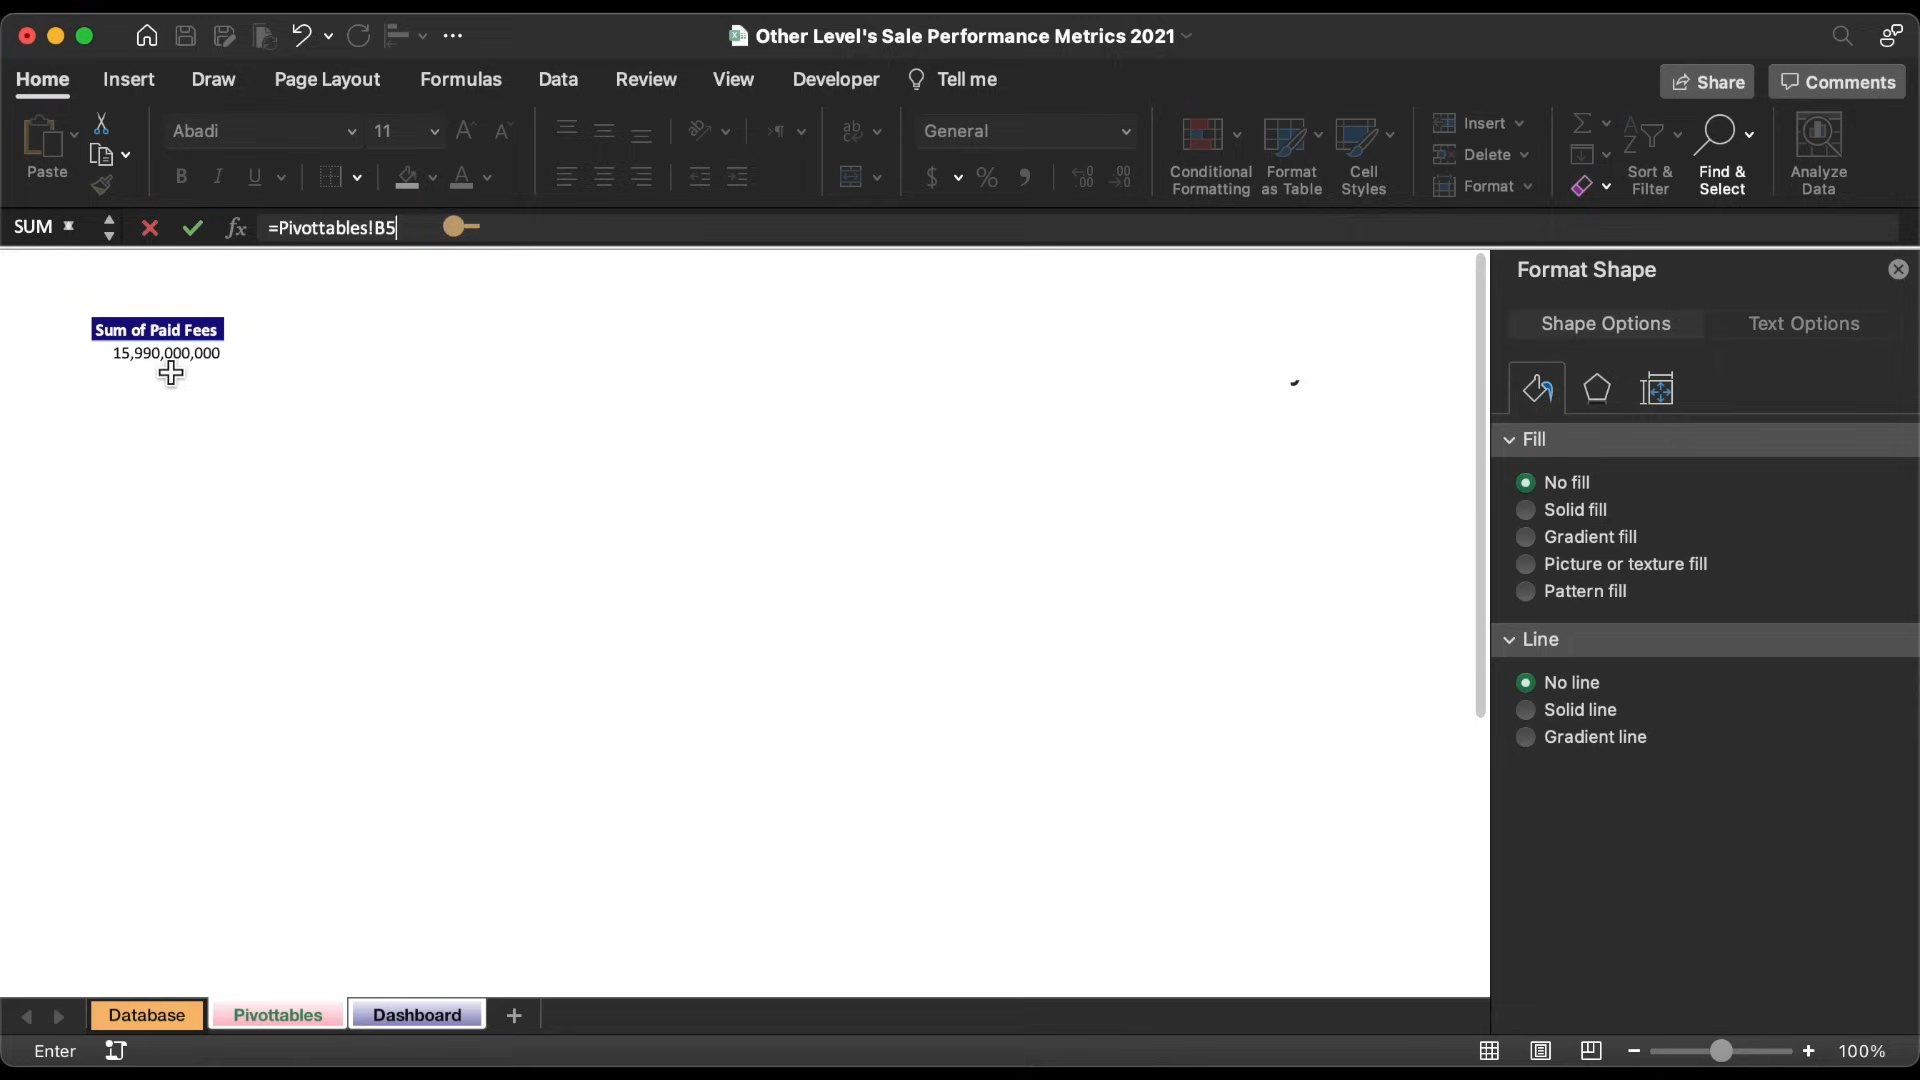 Other Level's Sale Performance Metrics 2021
Home Insert Draw Page Layout Formulas Data Review View Developer Tell me Share Comments
Paste
Abadi 11
B I U
ab
General
$ % 9 .00 .00
Conditional Formatting
Format as Table
Cell Styles
Insert
Delete
Format
Sort & Filter
Find & Select
Analyze Data
SUM fx =Pivottables!B5
Sum of Paid Fees
15,990,000,000
Format Shape
Shape Options Text Options
Fill
No fill
Solid fill
Gradient fill
Picture or texture fill
Pattern fill
Line
No line
Solid line
Gradient line
Database Pivottables Dashboard +
Enter
100%